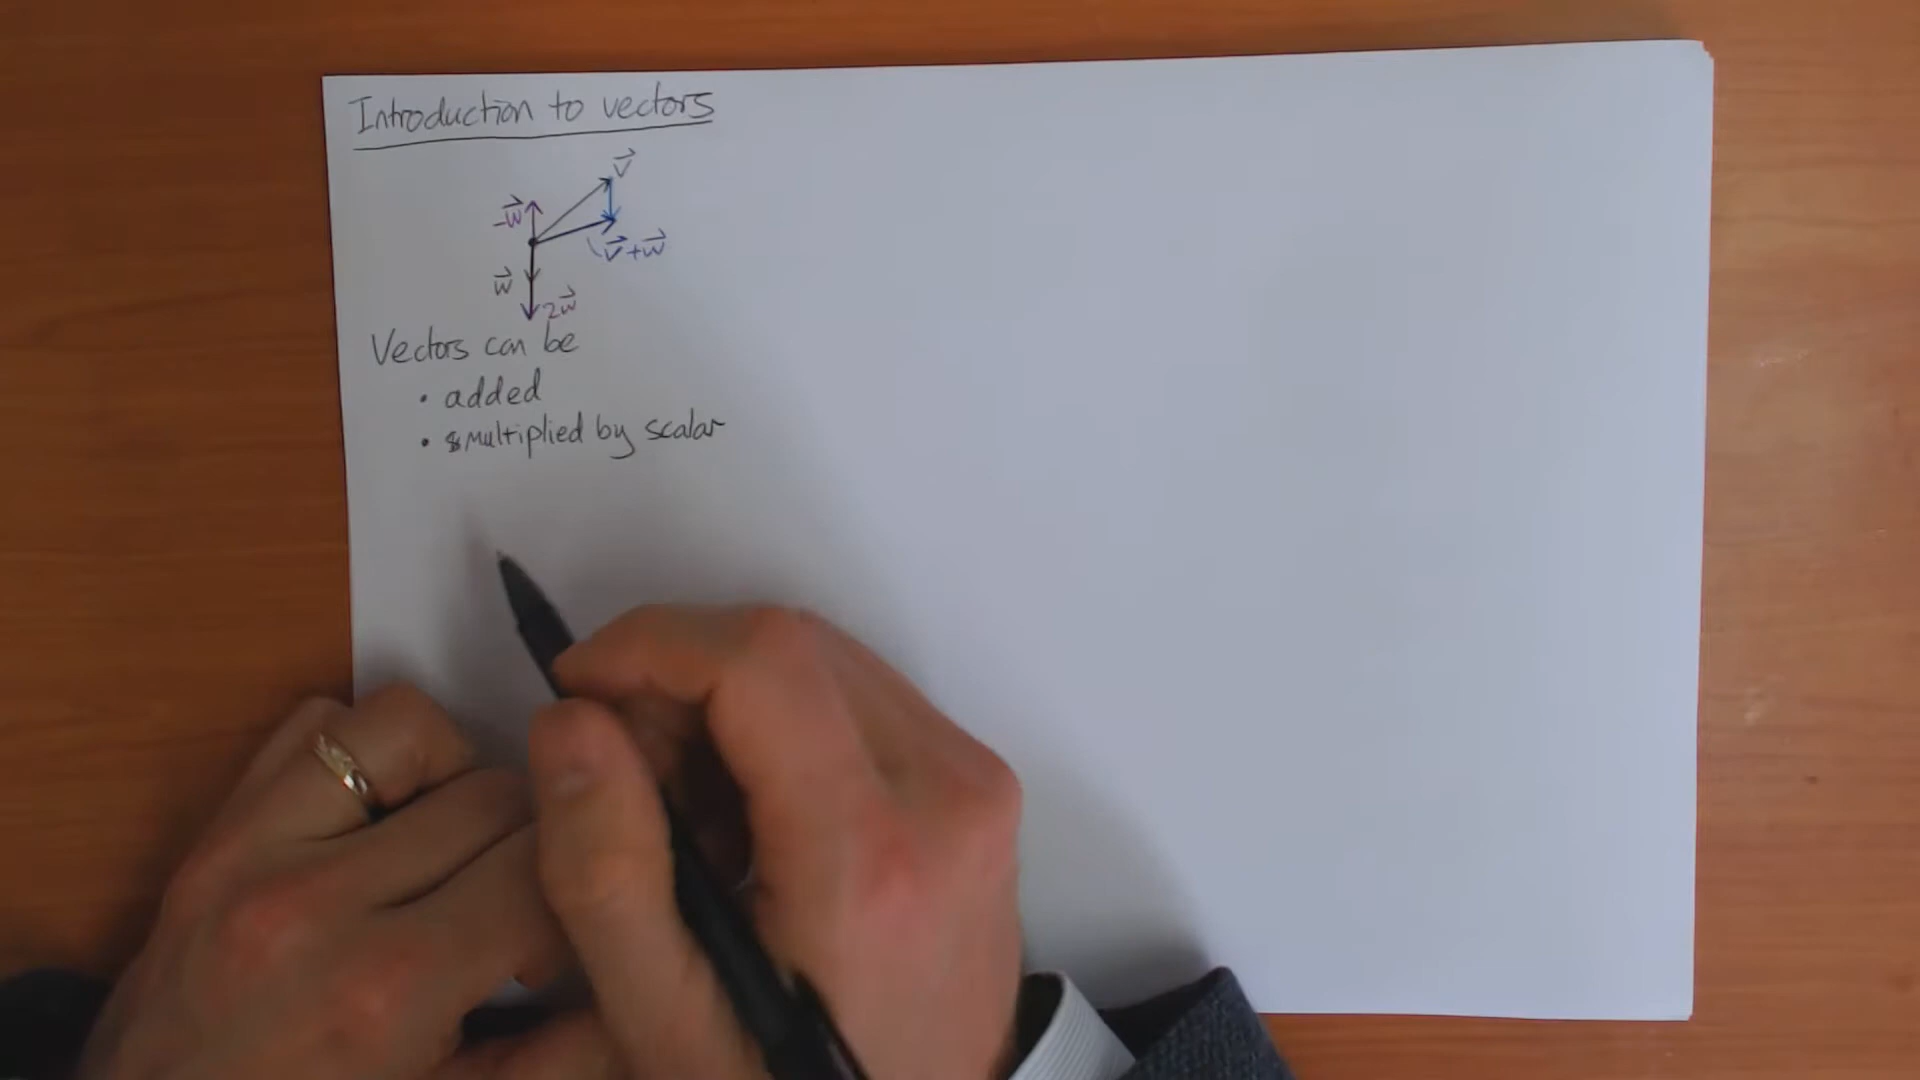 Introduction to vectors
v⃗
-w⃗
v⃗+w⃗
w⃗
2w⃗
Vectors can be
• added
• multiplied by scalar